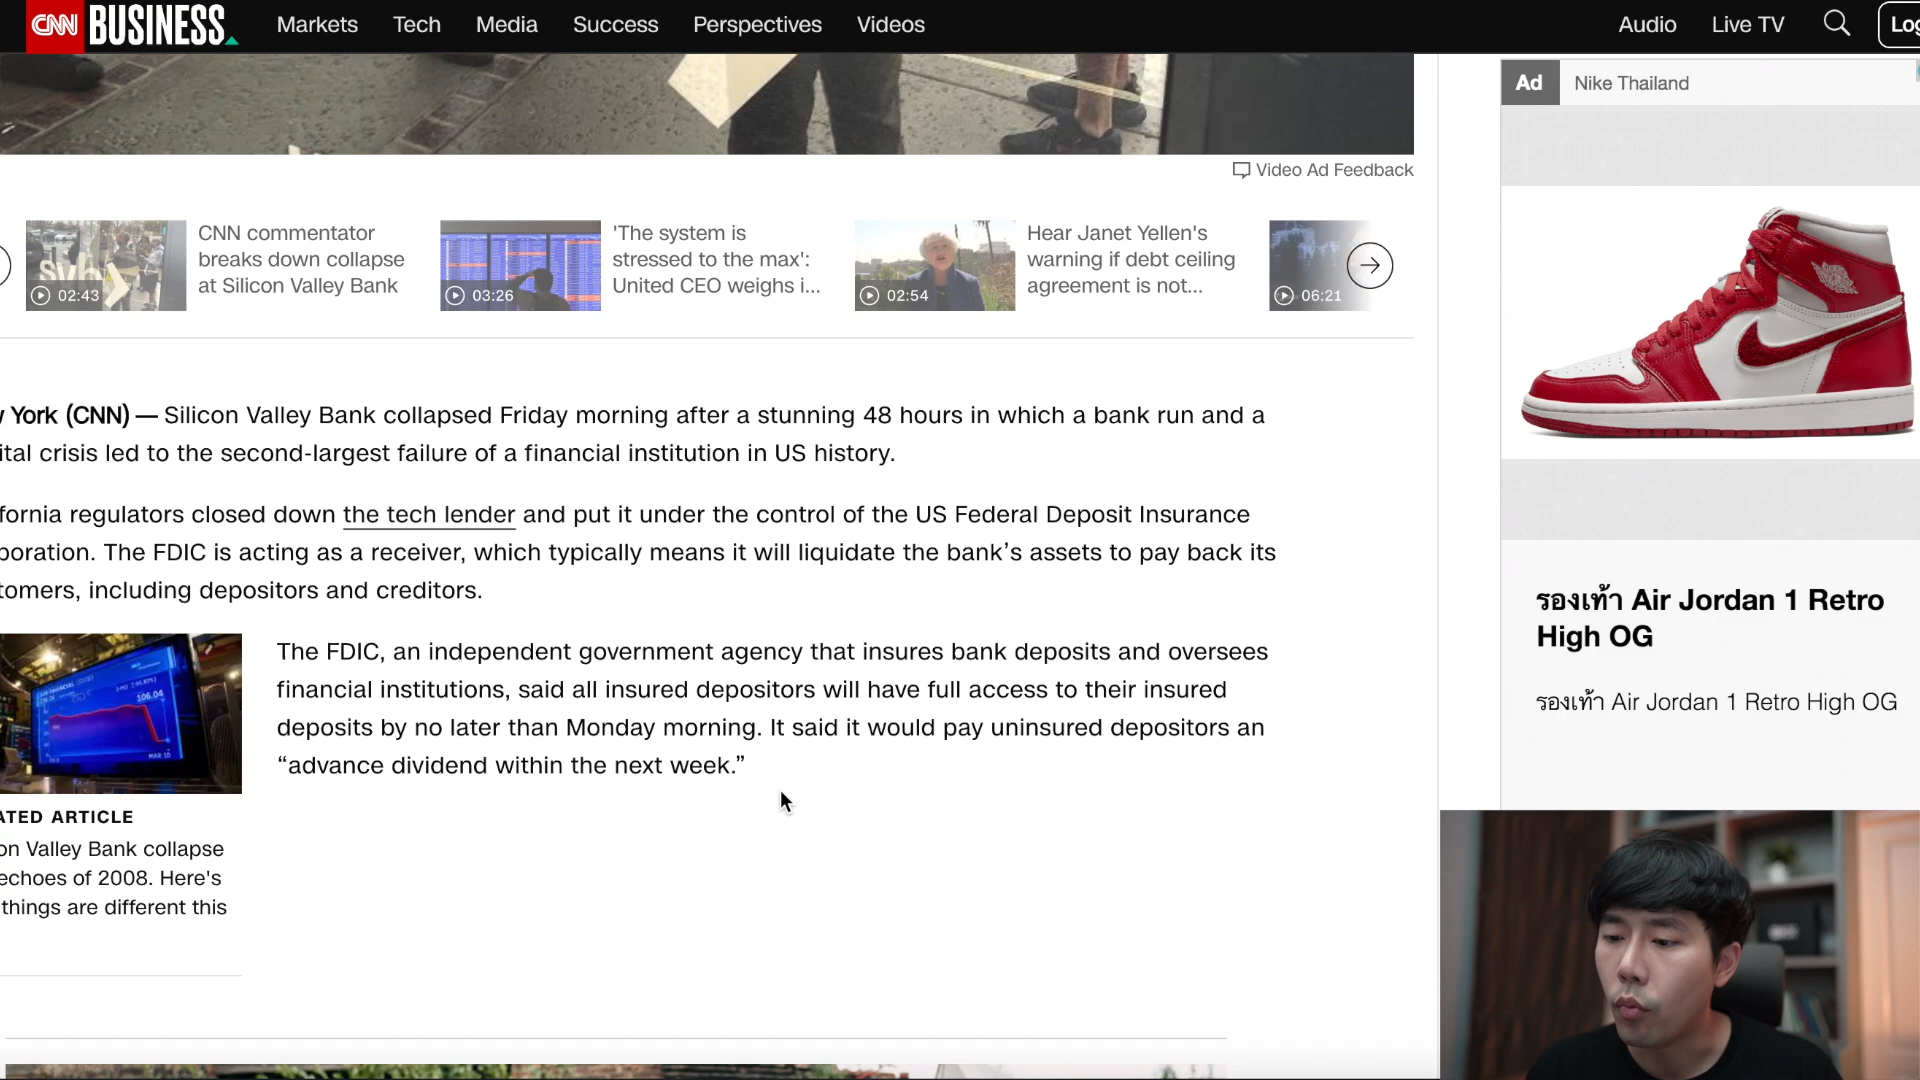 CNN BUSINESS
Markets
Tech
Media
Success
Perspectives
Videos
Audio
Live TV
Log
Ad
Nike Thailand
Video Ad Feedback
svb
02:43
CNN commentator
breaks down collapse
at Silicon Valley Bank
03:26
'The system is
stressed to the max':
United CEO weighs i...
02:54
Hear Janet Yellen's
warning if debt ceiling
agreement is not...
06:21
York (CNN) — Silicon Valley Bank collapsed Friday morning after a stunning 48 hours in which a bank run and a
ital crisis led to the second-largest failure of a financial institution in US history.
fornia regulators closed down the tech lender and put it under the control of the US Federal Deposit Insurance
poration. The FDIC is acting as a receiver, which typically means it will liquidate the bank's assets to pay back its
tomers, including depositors and creditors.
106.04
MAR 10
The FDIC, an independent government agency that insures bank deposits and oversees
financial institutions, said all insured depositors will have full access to their insured
deposits by no later than Monday morning. It said it would pay uninsured depositors an
“advance dividend within the next week.”
ATED ARTICLE
on Valley Bank collapse
echoes of 2008. Here's
things are different this
รองเท้า Air Jordan 1 Retro
High OG
รองเท้า Air Jordan 1 Retro High OG